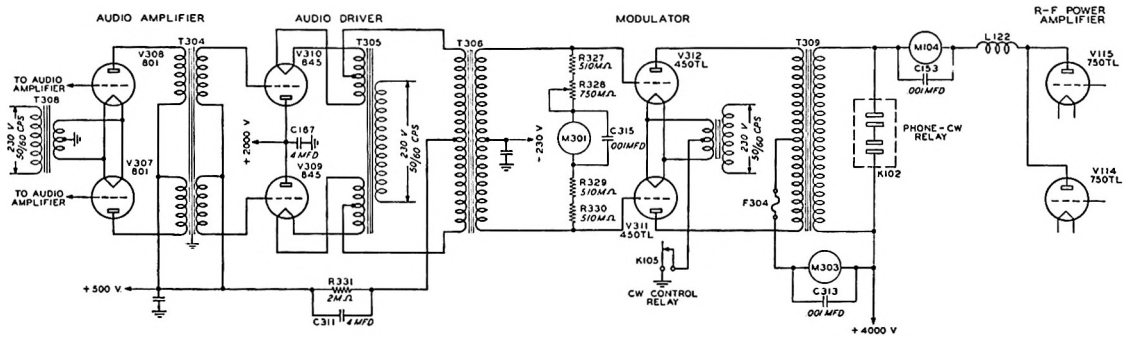 AUDIO AMPLIFIER
AUDIO DRIVER
MODULATOR
R-F POWER
AMPLIFIER
V308
801
T304
V310
845
T305
T306
R327
510MΩ
V312
450TL
T309
M104
L122
V115
750TL
TO AUDIO
AMPLIFIER
T308
R328
750MΩ
C153
.001MFD
230 V
50/60 CPS
+2000 V
C167
4 MFD
230 V
50/60 CPS
-230 V
M301
C315
.001MFD
230 V
50/60 CPS
PHONE-CW
RELAY
K102
V307
801
V309
845
R329
510MΩ
V114
750TL
TO AUDIO
AMPLIFIER
R330
510MΩ
V311
450TL
F304
K105
CW CONTROL
RELAY
M303
C313
.001MFD
+500 V
R331
2MΩ
C311
4MFD
+4000 V